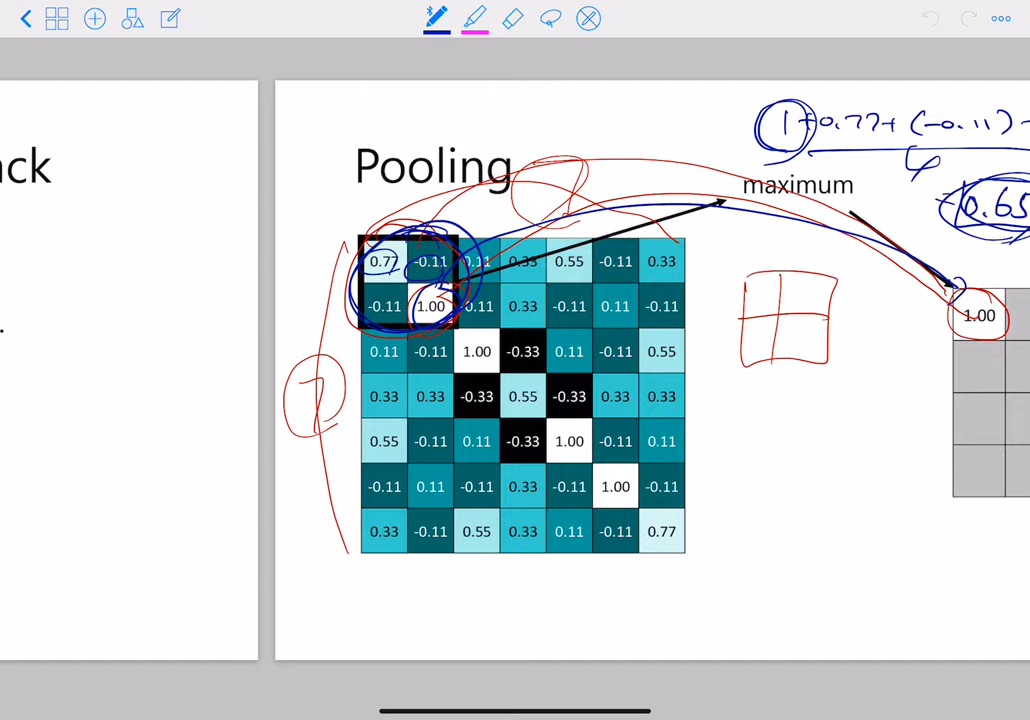 ack
Pooling
1+0.77+(-0.11)-
4
maximum
=0.65
0.77 -0.11 0.11 0.33 0.55 -0.11 0.33
-0.11 1.00 -0.11 0.33 -0.11 0.11 -0.11
1.00
0.11 -0.11 1.00 -0.33 0.11 -0.11 0.55
.
0.33 0.33 -0.33 0.55 -0.33 0.33 0.33
7
0.55 -0.11 0.11 -0.33 1.00 -0.11 0.11
-0.11 0.11 -0.11 0.33 -0.11 1.00 -0.11
0.33 -0.11 0.55 0.33 0.11 -0.11 0.77